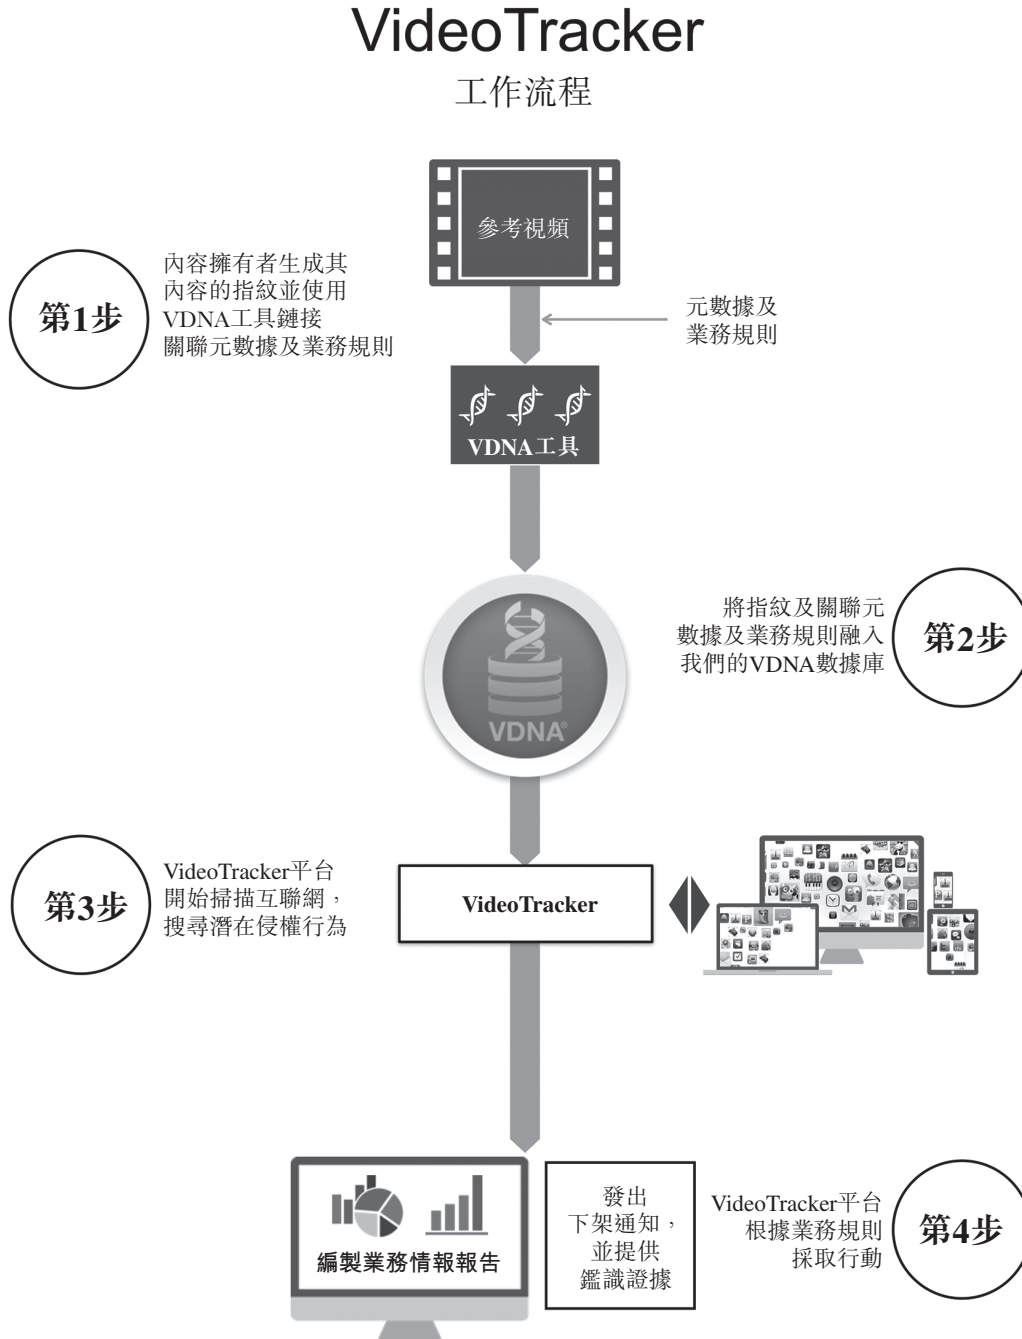 VideoTracker
工作流程
參考視頻
第1步
內容擁有者生成其
內容的指紋並使用
VDNA工具鏈接
關聯元數據及業務規則
元數據及
業務規則
VDNA工具
將指紋及關聯元
數據及業務規則融入
我們的VDNA數據庫
第2步
VDNA®
第3步
VideoTracker平台
開始掃描互聯網，
搜尋潛在侵權行為
VideoTracker
編製業務情報報告
發出
下架通知，
並提供
鑑識證據
VideoTracker平台
根據業務規則
採取行動
第4步